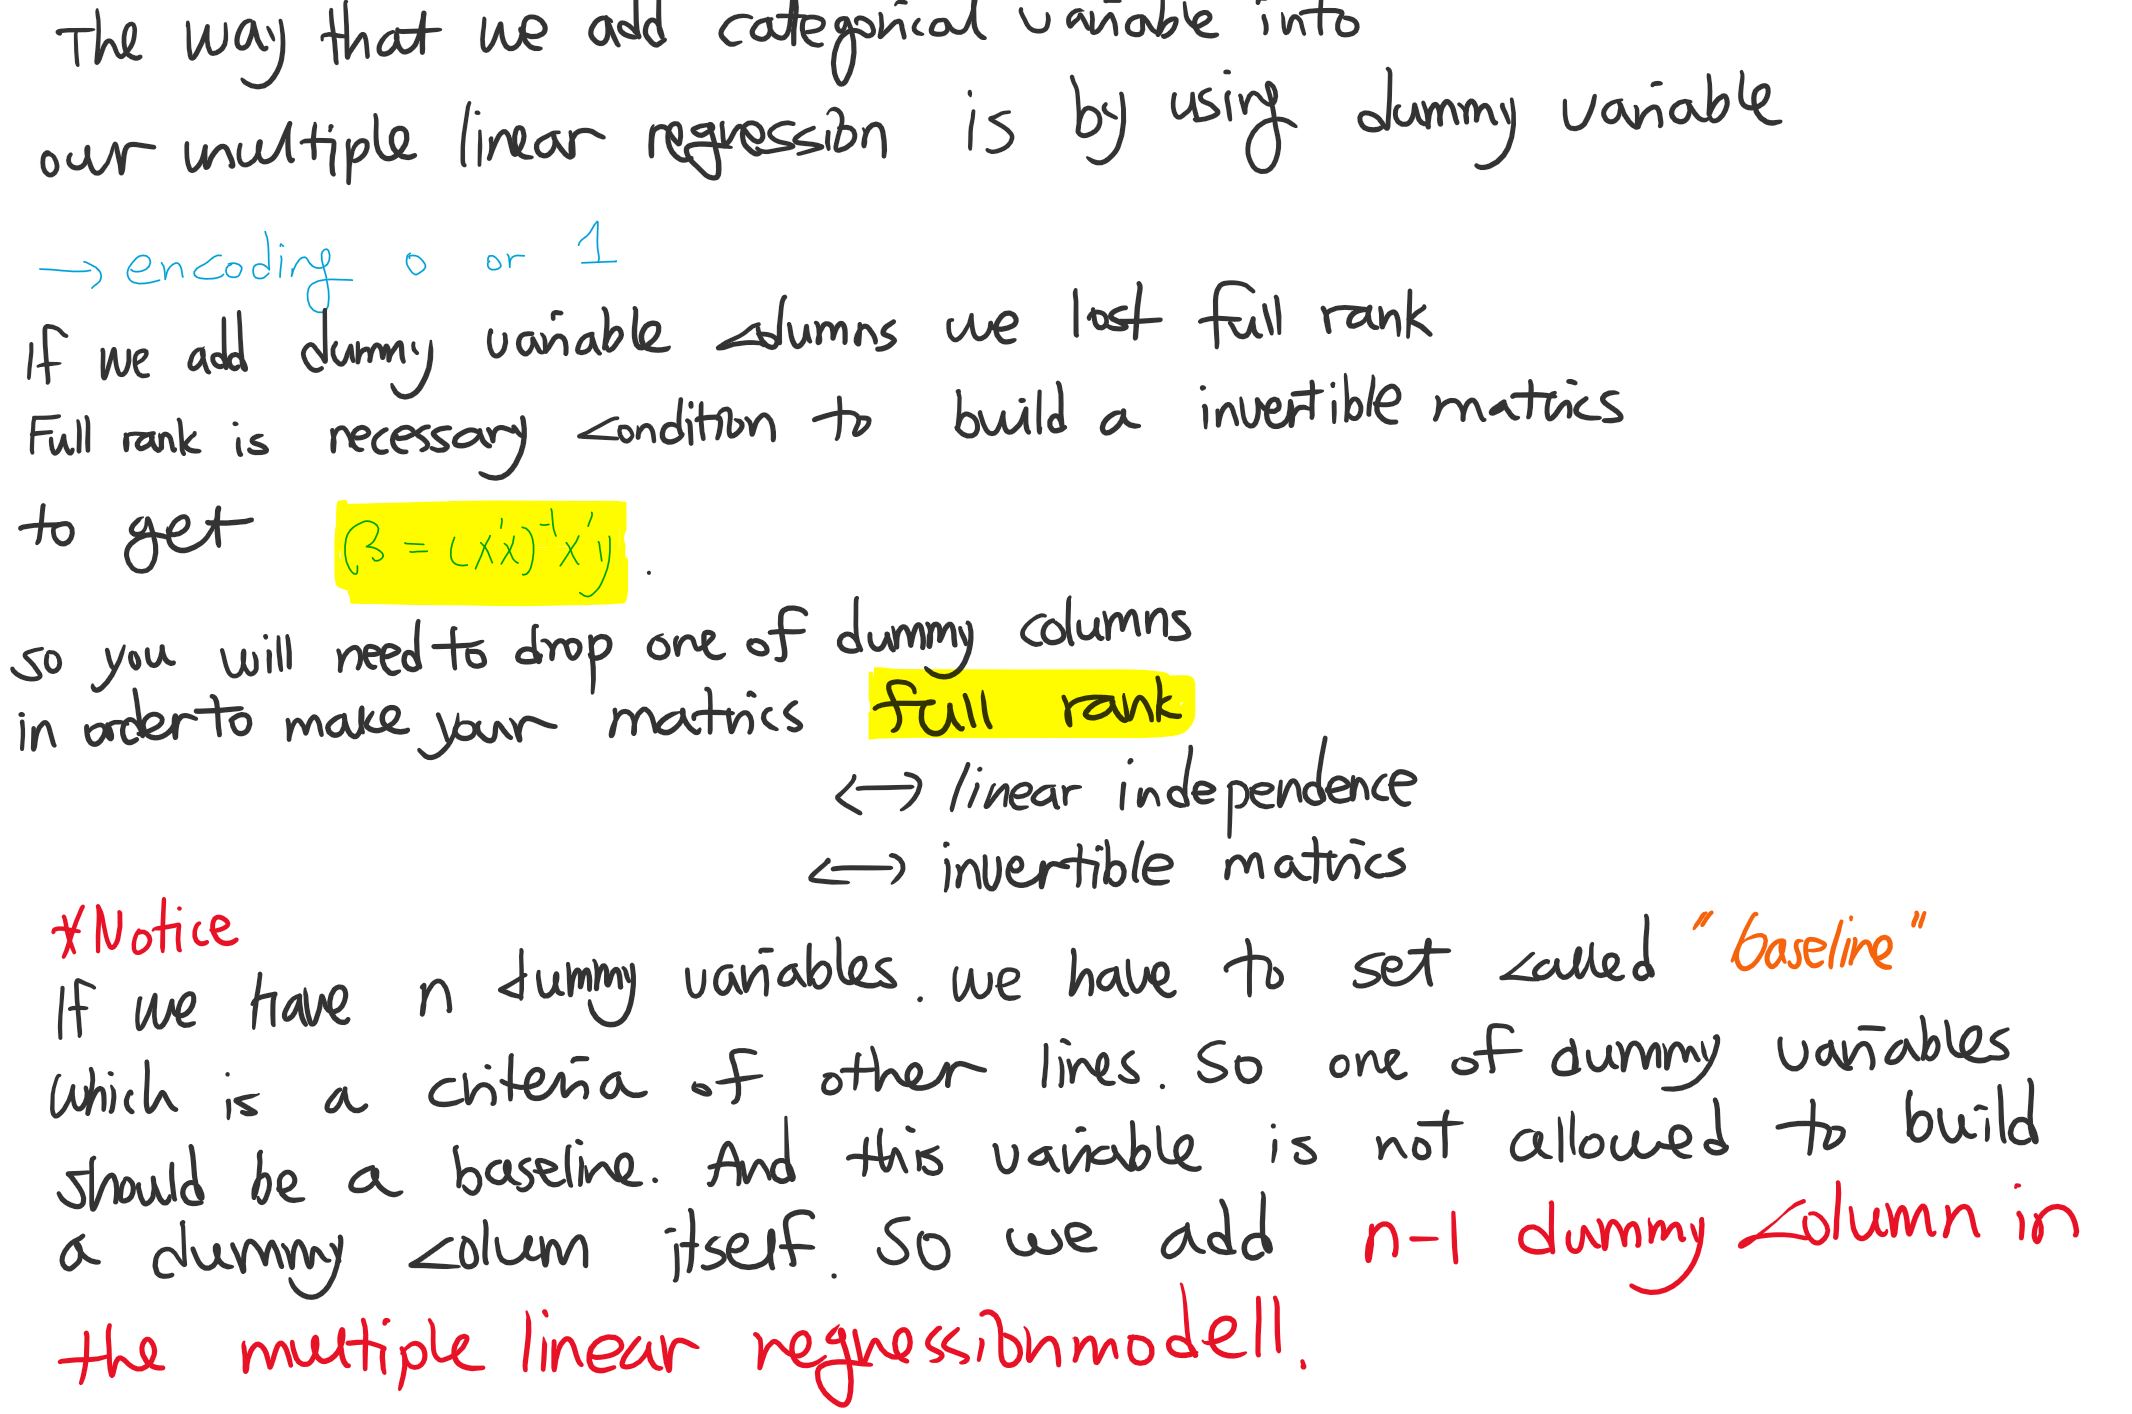 The way that we add categorical variable into
our multiple linear regression is by using dummy variable
→ encoding 0 or 1
If we add dummy variable columns we lost full rank
Full rank is necessary condition to build a invertible matrics
to get β = (X'X)⁻¹X'y .
so you will need to drop one of dummy columns
in order to make your matrics full rank
↔ linear independence
↔ invertible matrics
*Notice
If we have n dummy variables. we have to set called "baseline"
which is a criteria of other lines. So one of dummy variables
should be a baseline. And this variable is not allowed to build
a dummy colum itself. So we add n-1 dummy column in
the multiple linear regressionmodell.